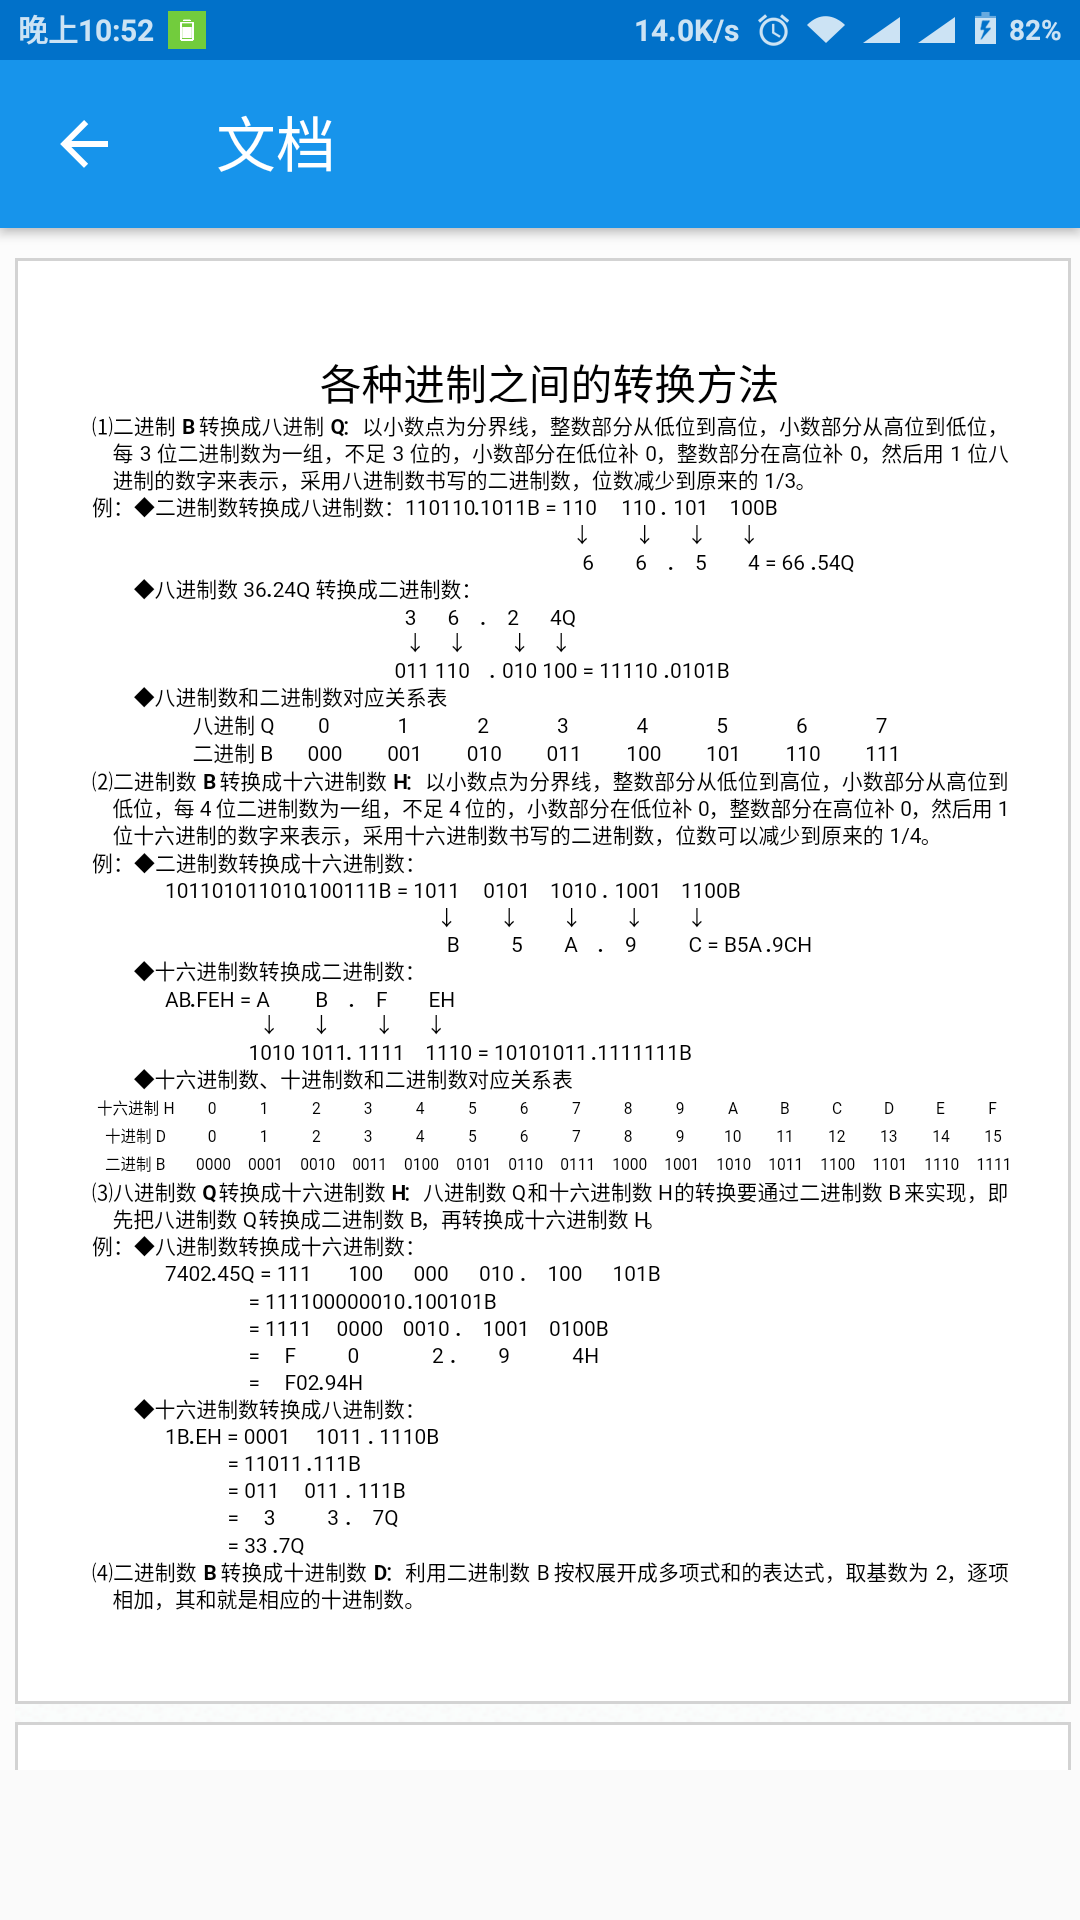 晚上10:52 14.0K/s 82%
文档
各种进制之间的转换方法
⑴二进制 B 转换成八进制 Q：以小数点为分界线，整数部分从低位到高位，小数部分从高位到低位，
每 3 位二进制数为一组，不足 3 位的，小数部分在低位补 0，整数部分在高位补 0，然后用 1 位八
进制的数字来表示，采用八进制数书写的二进制数，位数减少到原来的 1/3。
例：◆二进制数转换成八进制数：110110.1011B = 110 110 . 101 100B
↓ ↓ ↓ ↓
6 6 . 5 4 = 66 .54Q
◆八进制数 36.24Q 转换成二进制数：
3 6 . 2 4Q
↓ ↓ ↓ ↓
011 110 . 010 100 = 11110 .0101B
◆八进制数和二进制数对应关系表
八进制 Q 0 1 2 3 4 5 6 7
二进制 B 000 001 010 011 100 101 110 111
⑵二进制数 B 转换成十六进制数 H：以小数点为分界线，整数部分从低位到高位，小数部分从高位到
低位，每 4 位二进制数为一组，不足 4 位的，小数部分在低位补 0，整数部分在高位补 0，然后用 1
位十六进制的数字来表示，采用十六进制数书写的二进制数，位数可以减少到原来的 1/4。
例：◆二进制数转换成十六进制数：
101101011010.100111B = 1011 0101 1010 . 1001 1100B
↓ ↓ ↓ ↓ ↓
B 5 A . 9 C = B5A .9CH
◆十六进制数转换成二进制数：
AB.FEH = A B . F EH
↓ ↓ ↓ ↓
1010 1011. 1111 1110 = 10101011 .1111111B
◆十六进制数、十进制数和二进制数对应关系表
十六进制 H 0 1 2 3 4 5 6 7 8 9 A B C D E F
十进制 D 0 1 2 3 4 5 6 7 8 9 10 11 12 13 14 15
二进制 B 0000 0001 0010 0011 0100 0101 0110 0111 1000 1001 1010 1011 1100 1101 1110 1111
⑶八进制数 Q 转换成十六进制数 H：八进制数 Q 和十六进制数 H 的转换要通过二进制数 B 来实现，即
先把八进制数 Q 转换成二进制数 B，再转换成十六进制数 H。
例：◆八进制数转换成十六进制数：
7402.45Q = 111 100 000 010 . 100 101B
= 111100000010.100101B
= 1111 0000 0010 . 1001 0100B
= F 0 2 . 9 4H
= F02.94H
◆十六进制数转换成八进制数：
1B.EH = 0001 1011 . 1110B
= 11011 .111B
= 011 011 . 111B
= 3 3 . 7Q
= 33 .7Q
⑷二进制数 B 转换成十进制数 D：利用二进制数 B 按权展开成多项式和的表达式，取基数为 2，逐项
相加，其和就是相应的十进制数。